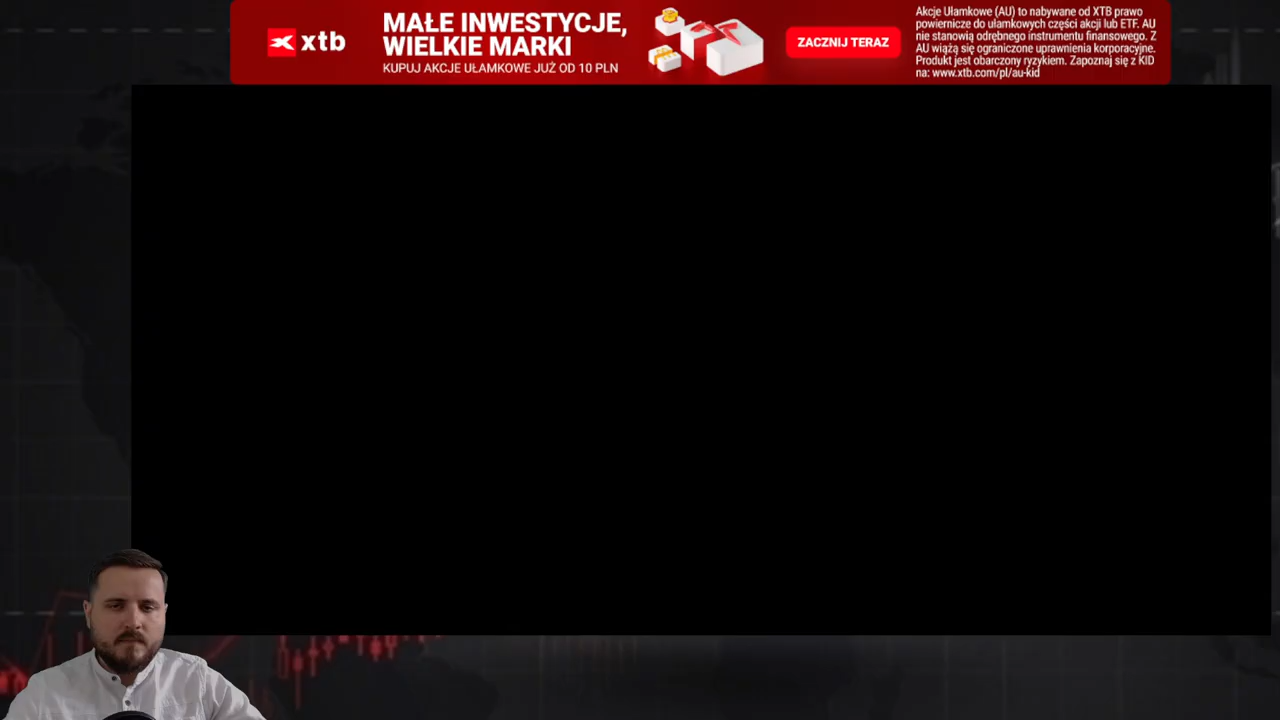 xtb
MAŁE INWESTYCJE,
WIELKIE MARKI
KUPUJ AKCJE UŁAMKOWE JUŻ OD 10 PLN
ZACZNIJ TERAZ
Akcje Ułamkowe (AU) to nabywane od XTB prawo
powiernicze do ułamkowych części akcji lub ETF. AU
nie stanowią odrębnego instrumentu finansowego. Z
AU wiążą się ograniczone uprawnienia korporacyjne.
Produkt jest obarczony ryzykiem. Zapoznaj się z KID
na: www.xtb.com/pl/au-kid